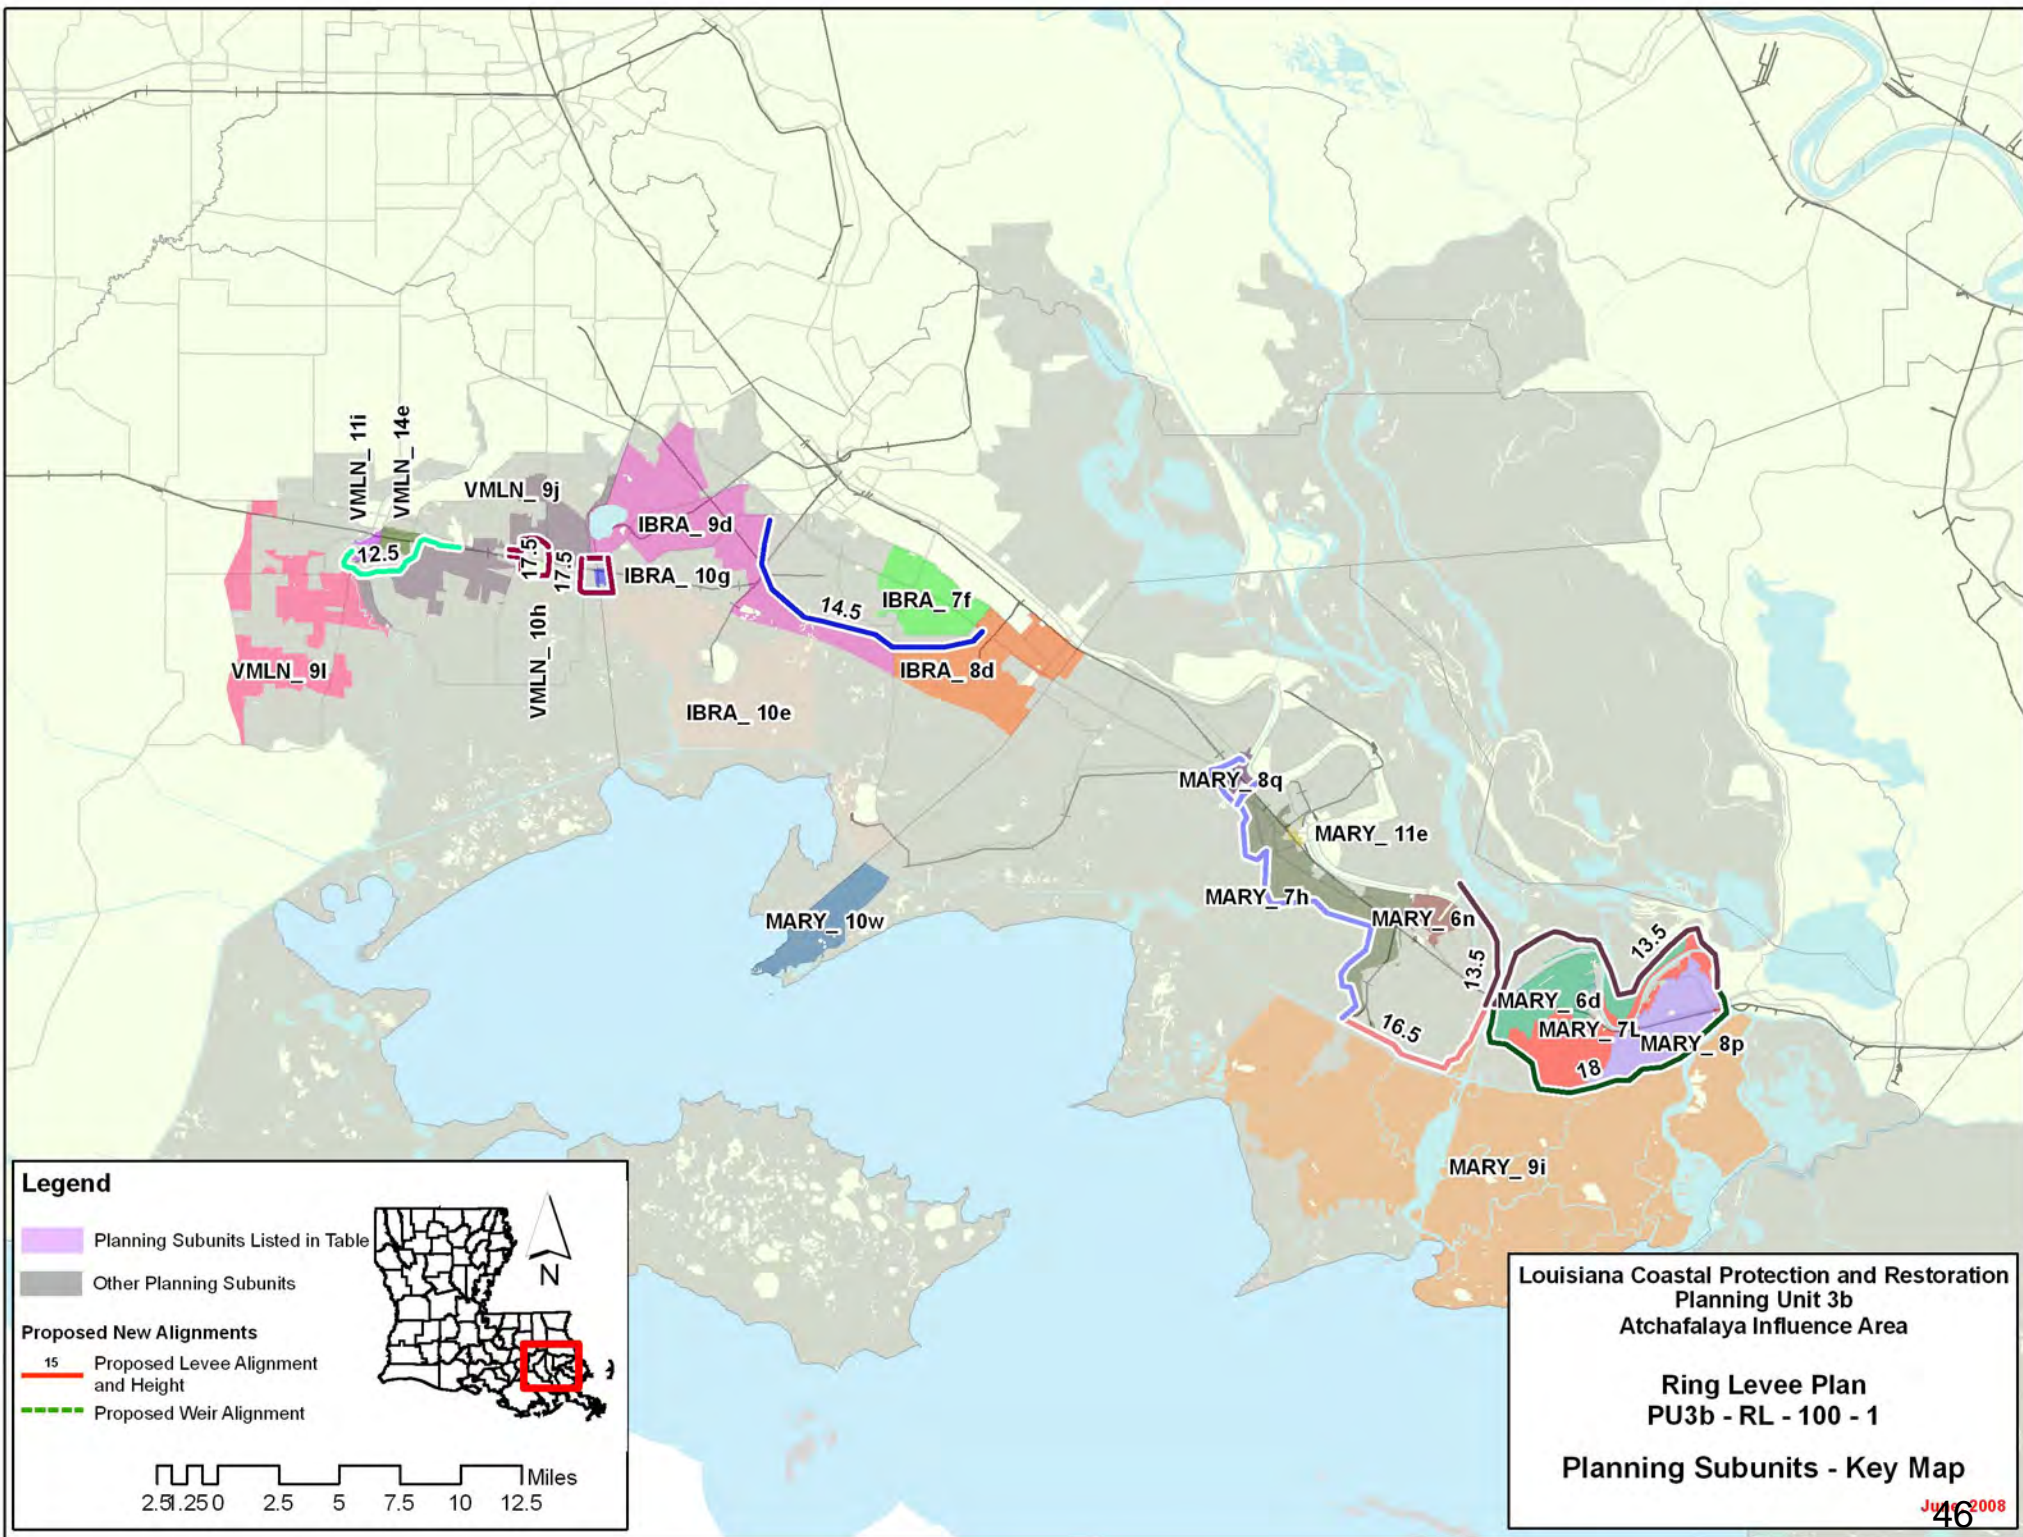 VMLN_ 11i
VMLN_ 14e
VMLN_ 9j
IBRA_ 9d
12.5
17.5
17.5
IBRA_ 10g
IBRA_ 7f
14.5
VMLN_ 10h
VMLN_ 9l
IBRA_ 8d
IBRA_ 10e
MARY_ 8q
MARY_ 11e
MARY_ 7h
MARY_ 10w
MARY_ 6n
13.5
13.5
MARY_ 6d
16.5
MARY_ 7L
MARY_ 8p
18
MARY_ 9i
Legend
Planning Subunits Listed in Table
Other Planning Subunits
Proposed New Alignments
15
Proposed Levee Alignment
and Height
Proposed Weir Alignment
N
Miles
2.5 1.25 0 2.5 5 7.5 10 12.5
Louisiana Coastal Protection and Restoration
Planning Unit 3b
Atchafalaya Influence Area
Ring Levee Plan
PU3b - RL - 100 - 1
Planning Subunits - Key Map
June 2008
46